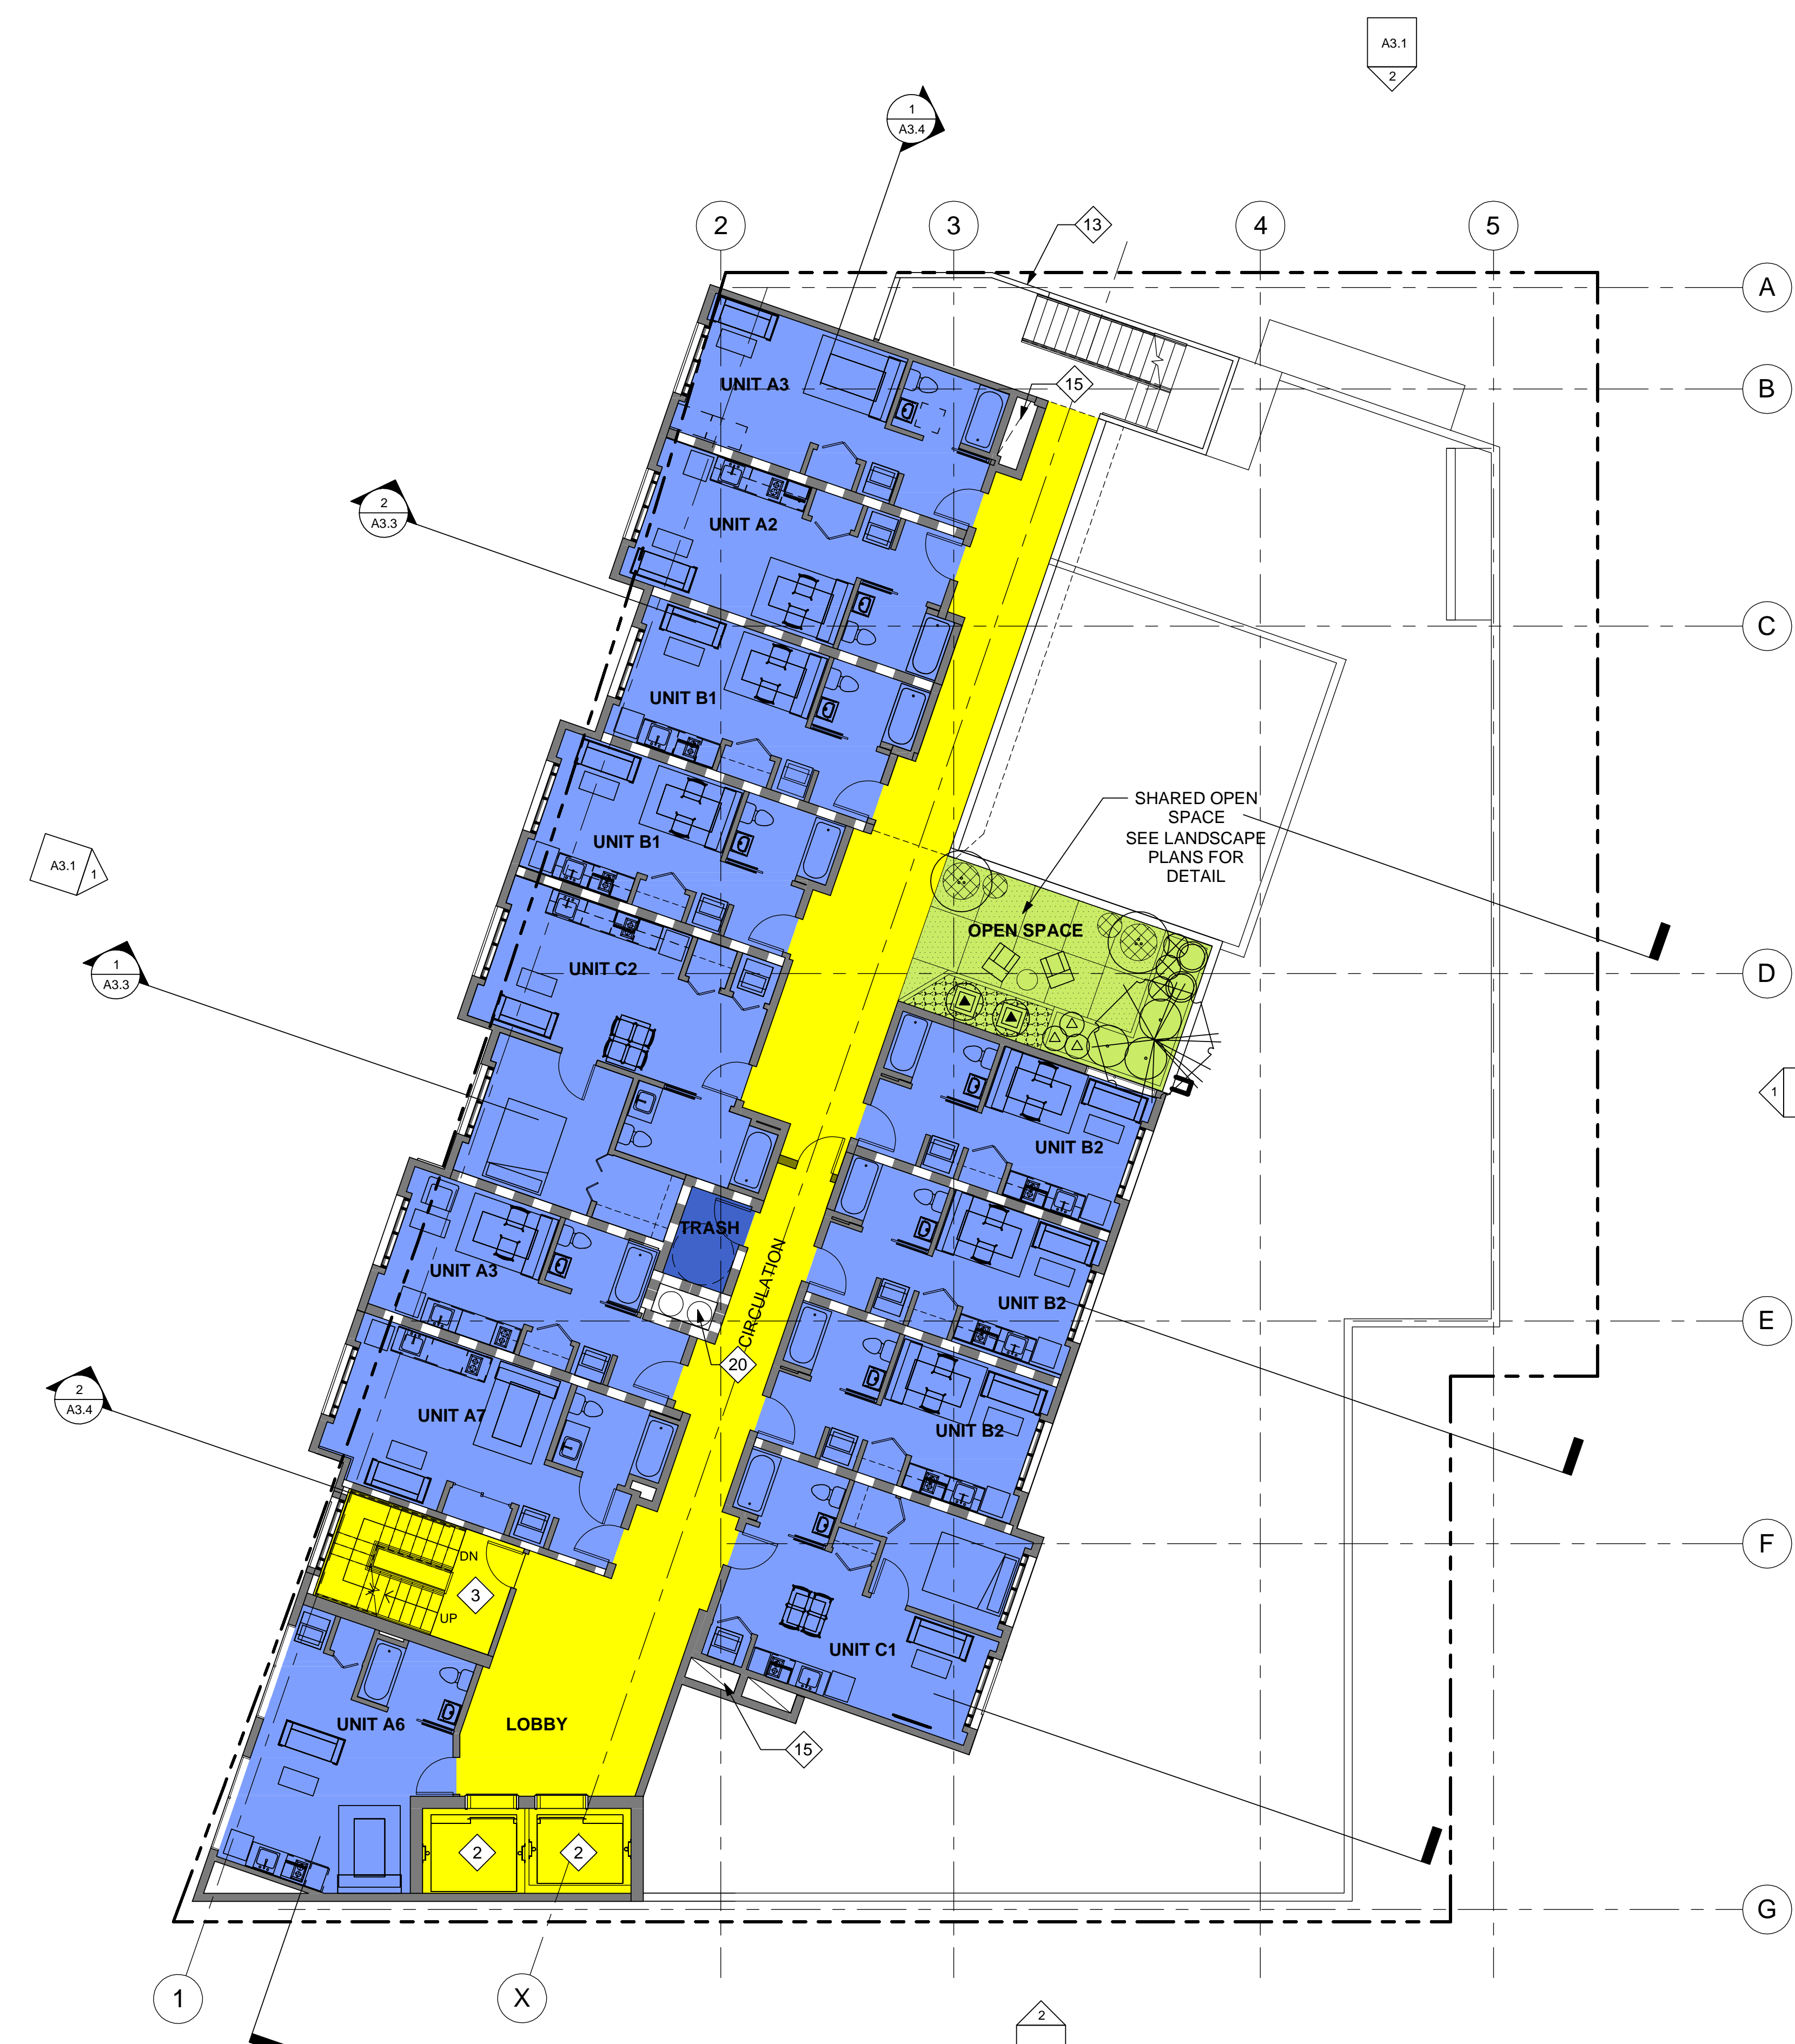 A3.1
2
1
A3.4
2
3
4
5
13
A
UNIT A3
15
B
2
A3.3
UNIT A2
C
UNIT B1
SHARED OPEN
SPACE
SEE LANDSCAPE
PLANS FOR
DETAIL
UNIT B1
A3.1
1
OPEN SPACE
UNIT C2
1
A3.3
D
1
UNIT B2
TRASH
CIRCULATION
UNIT A3
UNIT B2
E
20
2
A3.4
UNIT A7
UNIT B2
DN
F
3
UP
UNIT C1
UNIT A6
LOBBY
15
2
2
G
1
X
2